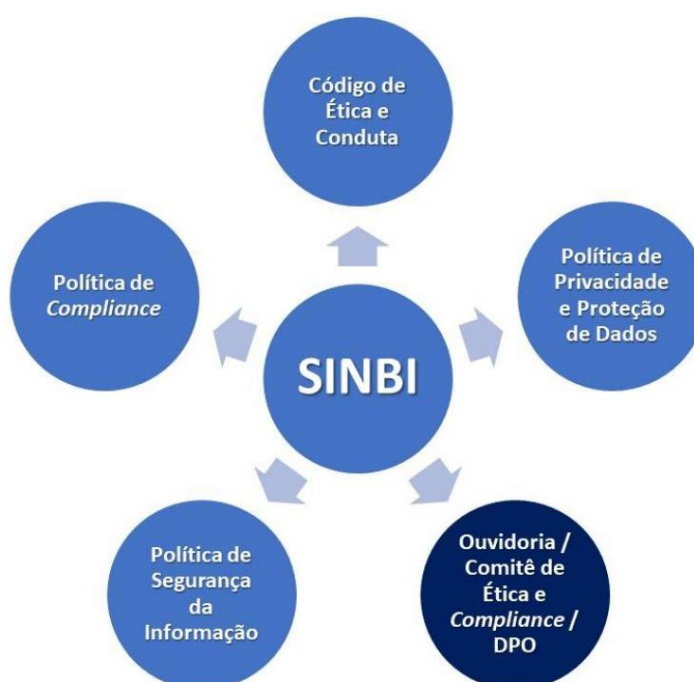 Código de
Ética e
Conduta
Política de
Compliance
Política de
Privacidade
e Proteção
de Dados
SINBI
Política de
Segurança
da
Informação
Ouvidoria /
Comitê de
Ética e
Compliance /
DPO